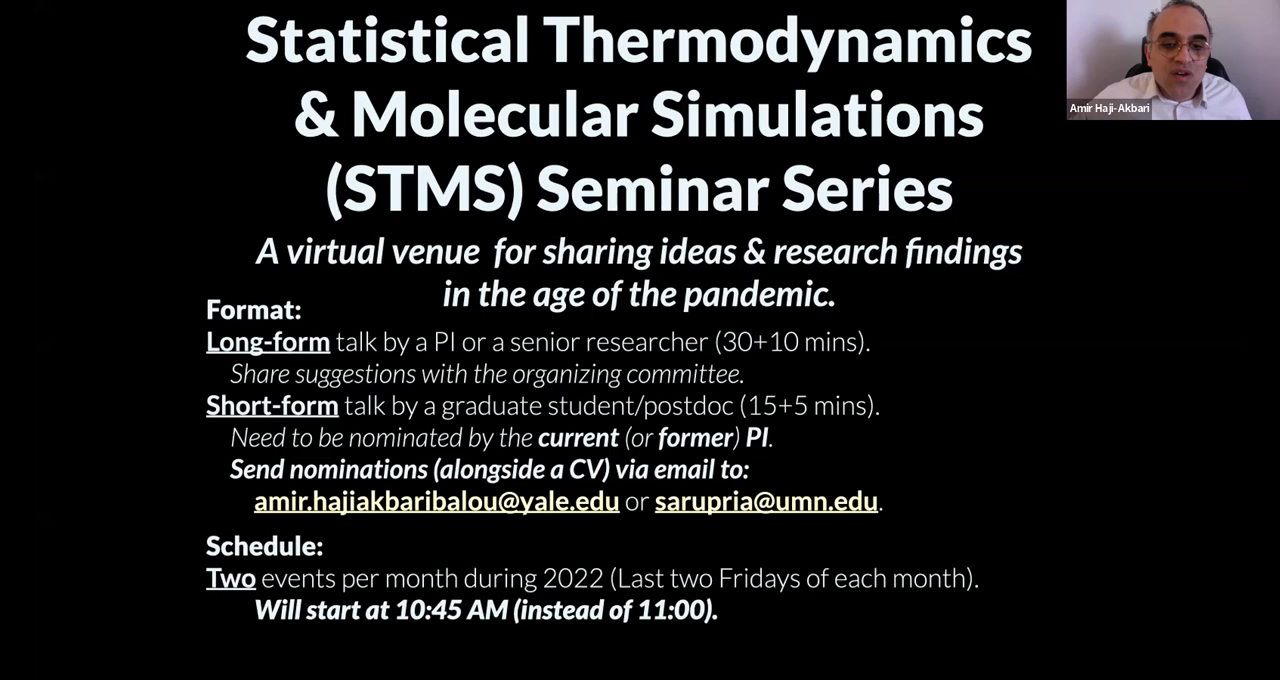 Statistical Thermodynamics
& Molecular Simulations
(STMS) Seminar Series
A virtual venue for sharing ideas & research findings
in the age of the pandemic.
Format:
Long-form talk by a PI or a senior researcher (30+10 mins).
Share suggestions with the organizing committee.
Short-form talk by a graduate student/postdoc (15+5 mins).
Need to be nominated by the current (or former) PI.
Send nominations (alongside a CV) via email to:
amir.hajiakbaribalou@yale.edu or sarupria@umn.edu.
Schedule:
Two events per month during 2022 (Last two Fridays of each month).
Will start at 10:45 AM (instead of 11:00).
Amir Haji-Akbari